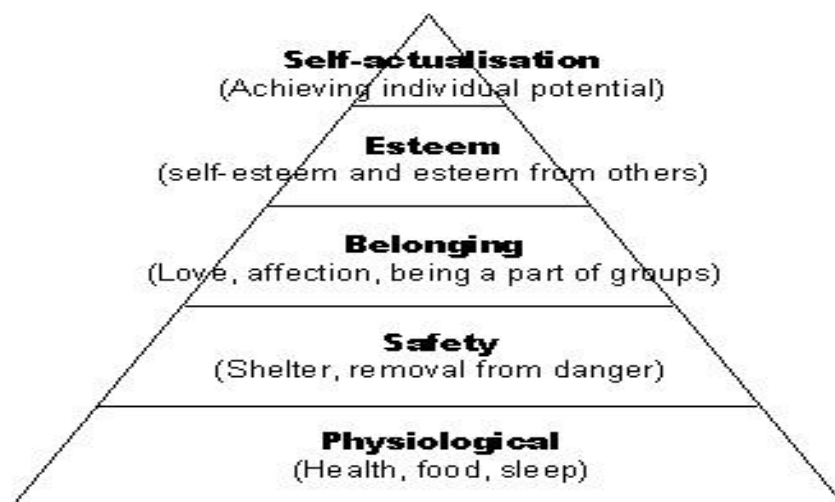 Self-actualisation
(Achieving individual potential)
Esteem
(self-esteem and esteem from others)
Belonging
(Love, affection, being a part of groups)
Safety
(Shelter, removal from danger)
Physiological
(Health, food, sleep)